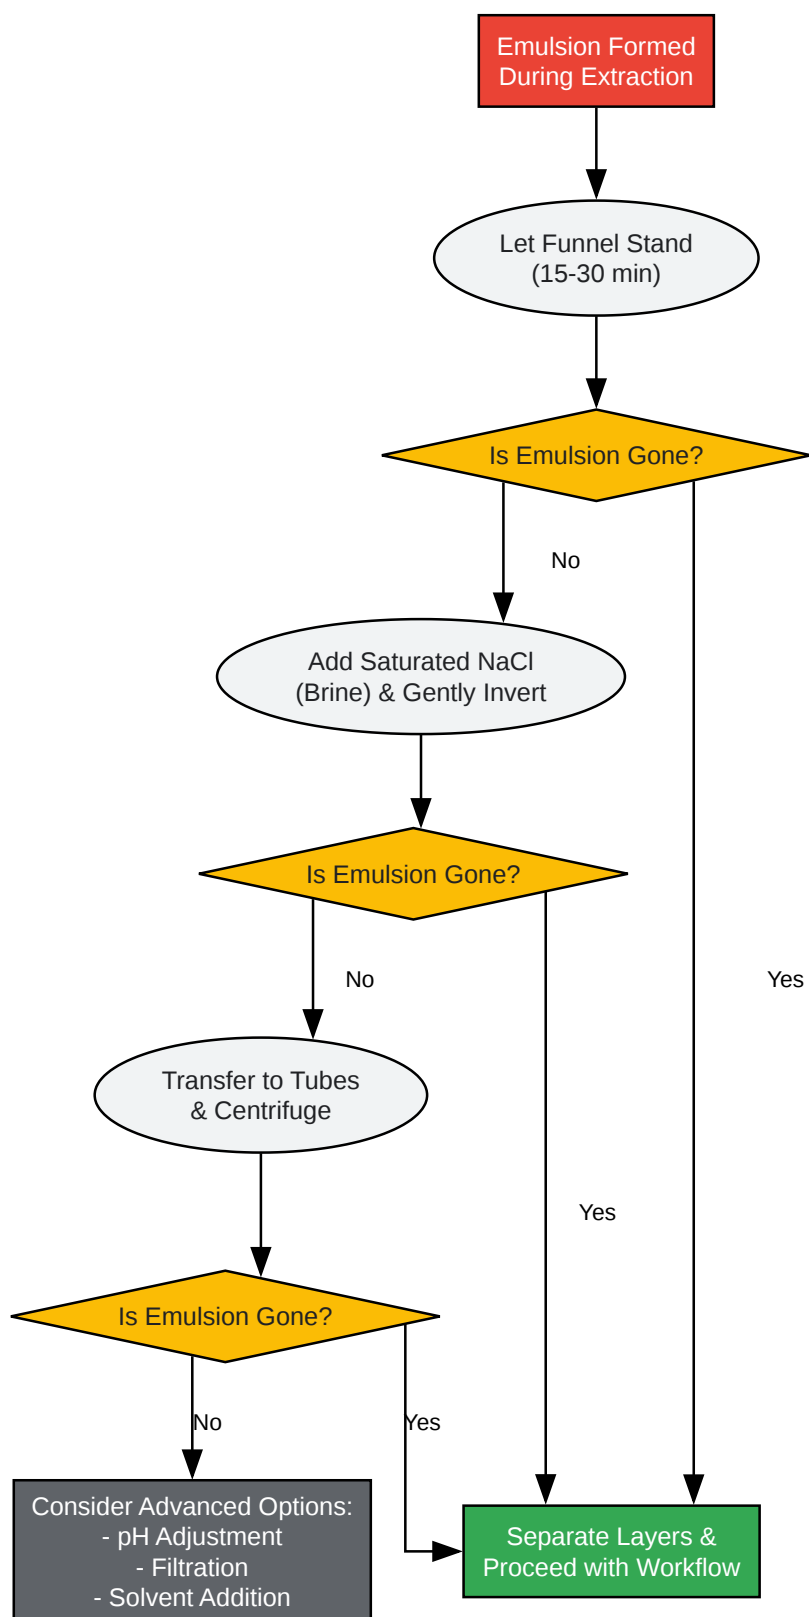 Emulsion Formed
During Extraction
Let Funnel Stand
(15-30 min)
Is Emulsion Gone?
No
Add Saturated NaCl
(Brine) & Gently Invert
Is Emulsion Gone?
No
Yes
Transfer to Tubes
& Centrifuge
Yes
Is Emulsion Gone?
No
Yes
Consider Advanced Options:
- pH Adjustment
- Filtration
- Solvent Addition
Separate Layers &
Proceed with Workflow